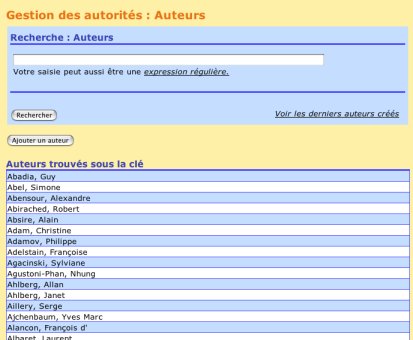 Gestion des autorités : Auteurs
Recherche : Auteurs
Votre saisie peut aussi être une expression régulière.
Rechercher
Voir les derniers auteurs créés
Ajouter un auteur
Auteurs trouvés sous la clé
Abadia, Guy
Abel, Simone
Abensour, Alexandre
Abirached, Robert
Absire, Alain
Adam, Christine
Adamov, Philippe
Adelstain, Françoise
Agacinski, Sylviane
Agustoni-Phan, Nhung
Ahlberg, Allan
Ahlberg, Janet
Aillery, Serge
Ajchenbaum, Yves Marc
Alancon, François d'
Albaret, Laurent